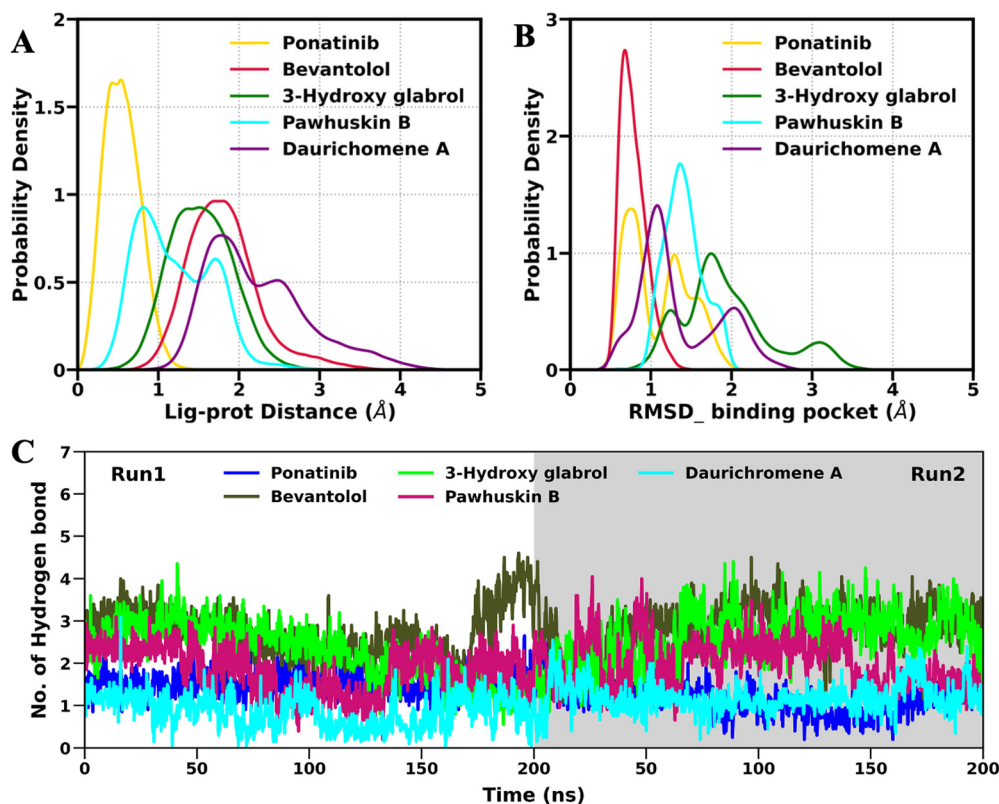 A
2
1.5
1
0.5
0
Probability Density
Ponatinib
Bevantolol
3-Hydroxy glabrol
Pawhuskin B
Daurichomene A
0 1 2 3 4 5
Lig-prot Distance (Å)
B
3
2
1
0
Probability Density
Ponatinib
Bevantolol
3-Hydroxy glabrol
Pawhuskin B
Daurichomene A
0 1 2 3 4 5
RMSD_ binding pocket (Å)
C
7
6
5
4
3
2
1
0
No. of Hydrogen bond
Run1
Ponatinib 3-Hydroxy glabrol Daurichromene A
Bevantolol Pawhuskin B
Run2
0 50 100 150 200 50 100 150 200
Time (ns)